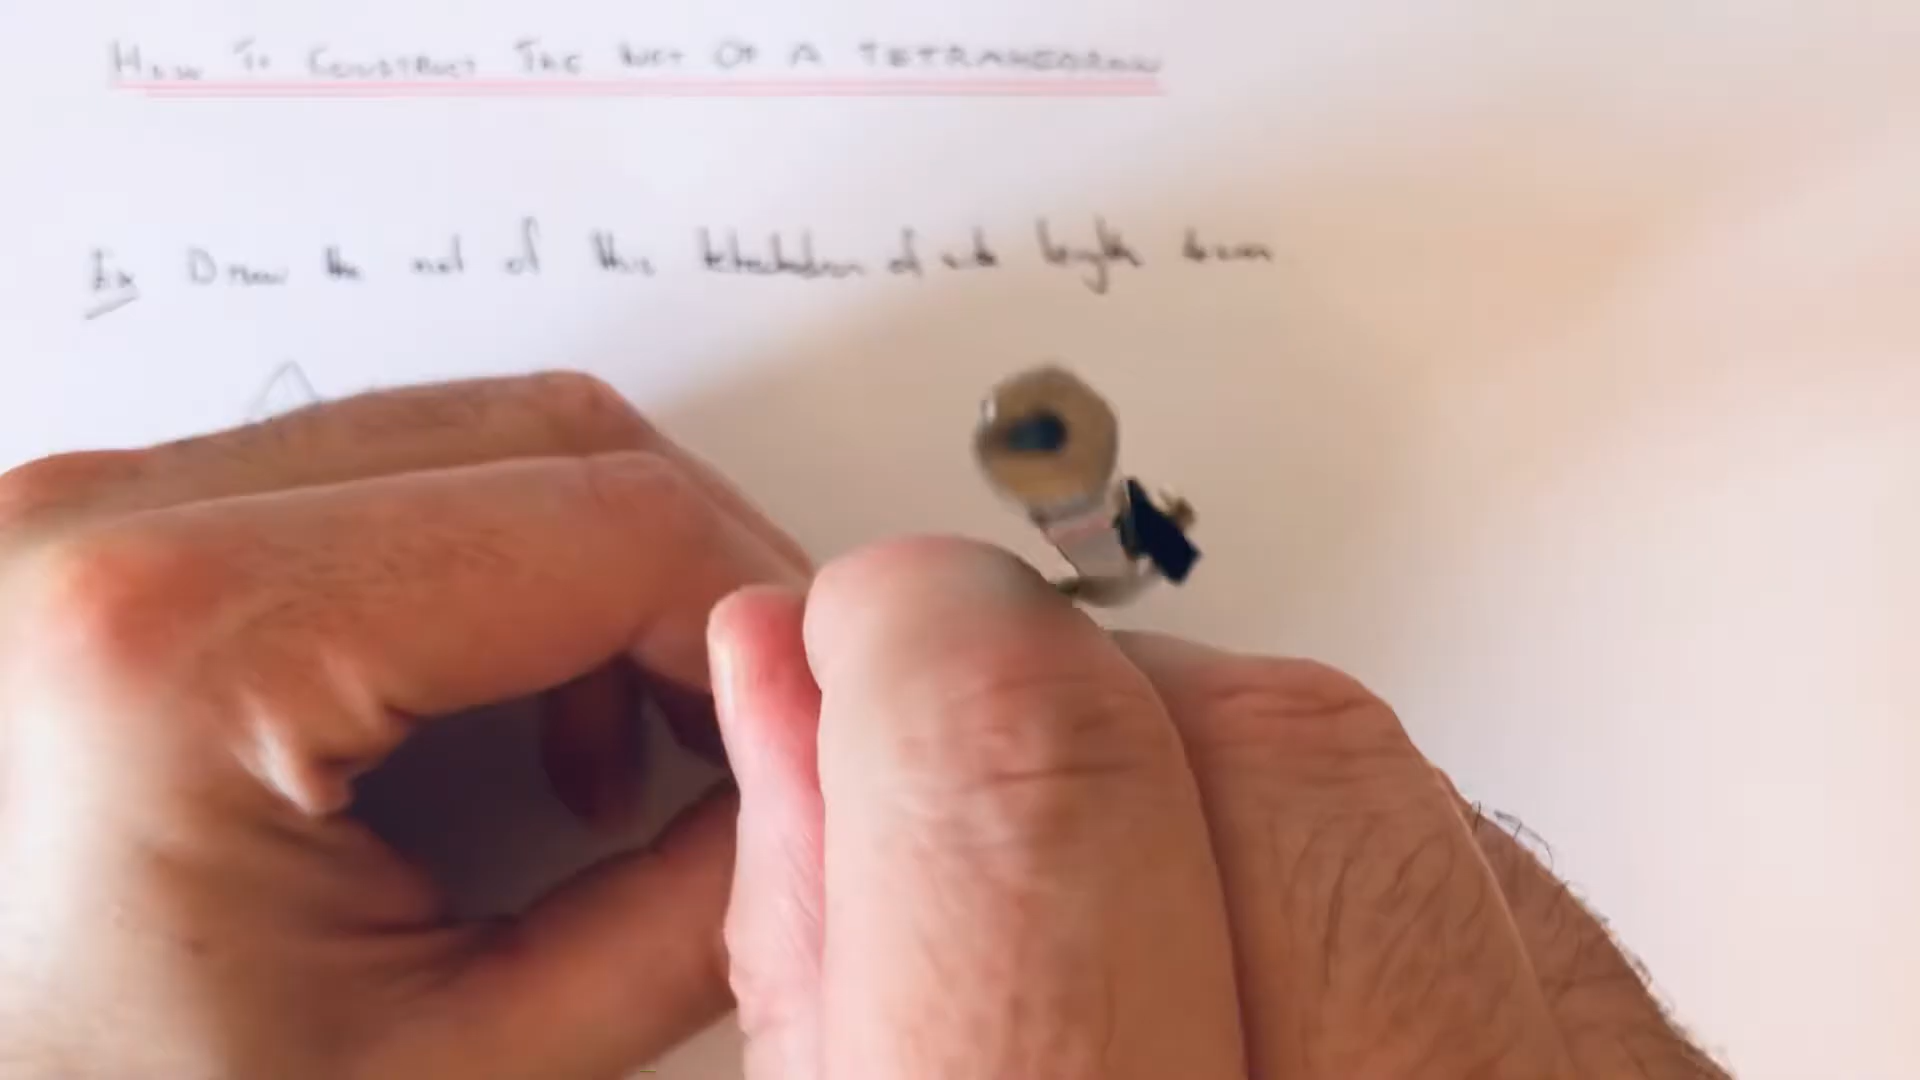 HOW TO CONSTRUCT THE NET OF A TETRAHEDRON
Ex Draw the net of this tetrahedron of side length